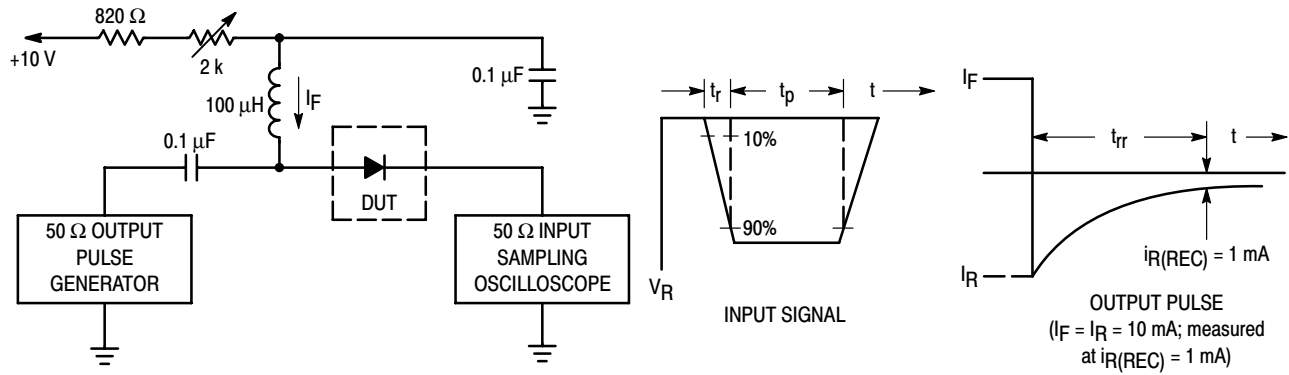 820 Ω
+10 V
2 k
100 μH
IF
0.1 μF
0.1 μF
DUT
50 Ω OUTPUT
PULSE
GENERATOR
50 Ω INPUT
SAMPLING
OSCILLOSCOPE
tr
tp
t
10%
90%
VR
INPUT SIGNAL
IF
trr
t
iR(REC) = 1 mA
IR
OUTPUT PULSE
(IF = IR = 10 mA; measured
at iR(REC) = 1 mA)